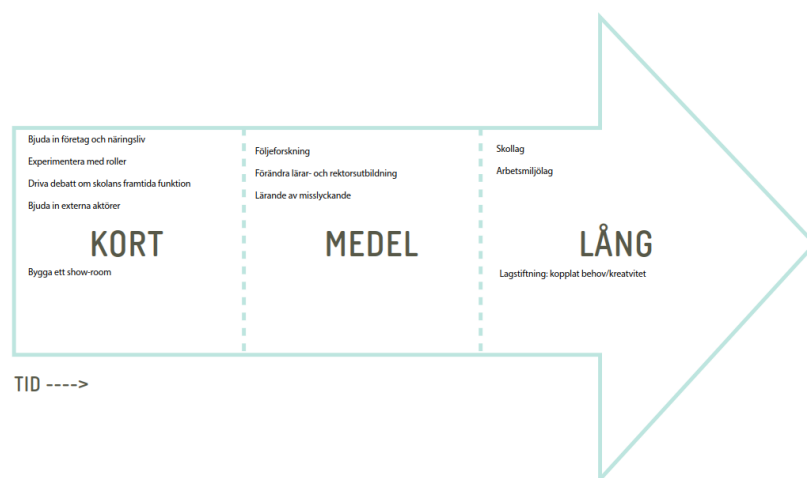 Bjuda in företag och näringsliv
Experimentera med roller
Driva debatt om skolans framtida funktion
Bjuda in externa aktörer
KORT
Bygga ett show-room
Följeforskning
Förändra lärar- och rektorsutbildning
Lärande av misslyckande
MEDEL
Skollag
Arbetsmiljölag
LÅNG
Lagstiftning: kopplat behov/kreatvitet
TID ---->